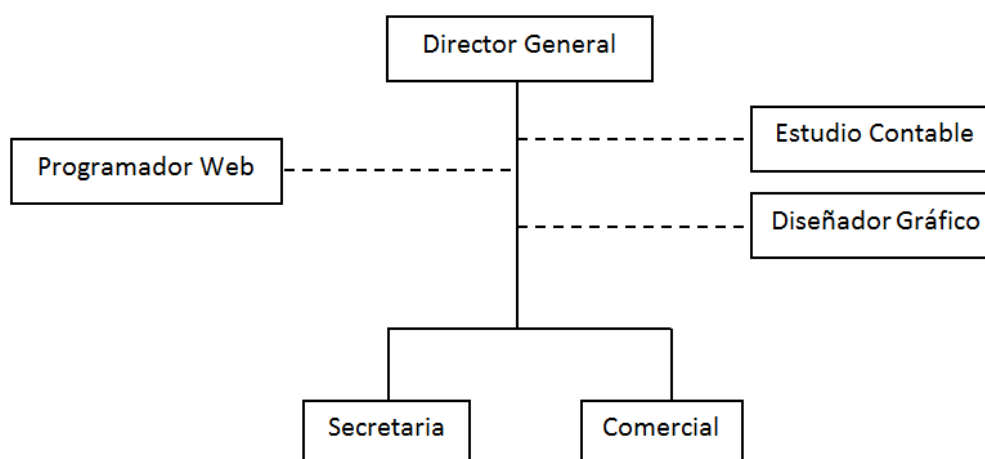 Director General
Estudio Contable
Programador Web
Diseñador Gráfico
Secretaria
Comercial